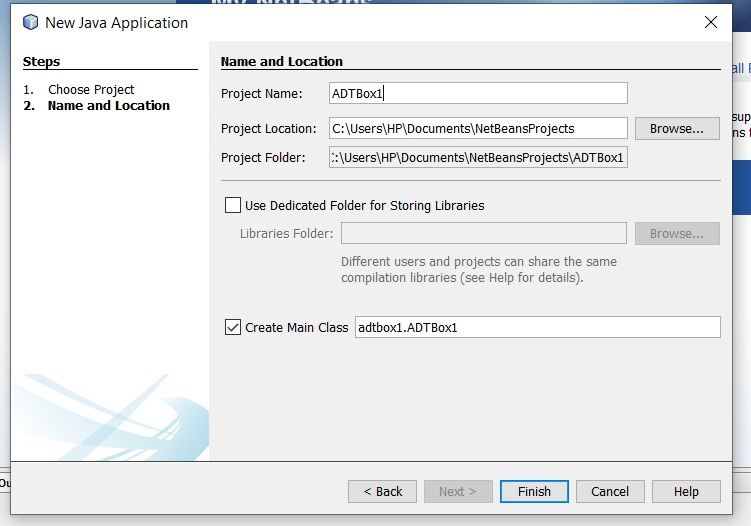 My NetBeans
New Java Application
Steps
1. Choose Project
2. Name and Location
Name and Location
Project Name: ADTBox1
Project Location: C:\Users\HP\Documents\NetBeansProjects Browse...
Project Folder: :\Users\HP\Documents\NetBeansProjects\ADTBox1
Use Dedicated Folder for Storing Libraries
Libraries Folder: Browse...
Different users and projects can share the same
compilation libraries (see Help for details).
Create Main Class adtbox1.ADTBox1
< Back Next > Finish Cancel Help